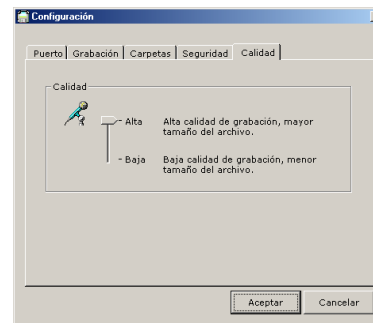 Configuración
Puerto Grabación Carpetas Seguridad Calidad
Calidad
- Alta Alta calidad de grabación, mayor
tamaño del archivo.
- Baja Baja calidad de grabación, menor
tamaño del archivo.
Aceptar Cancelar